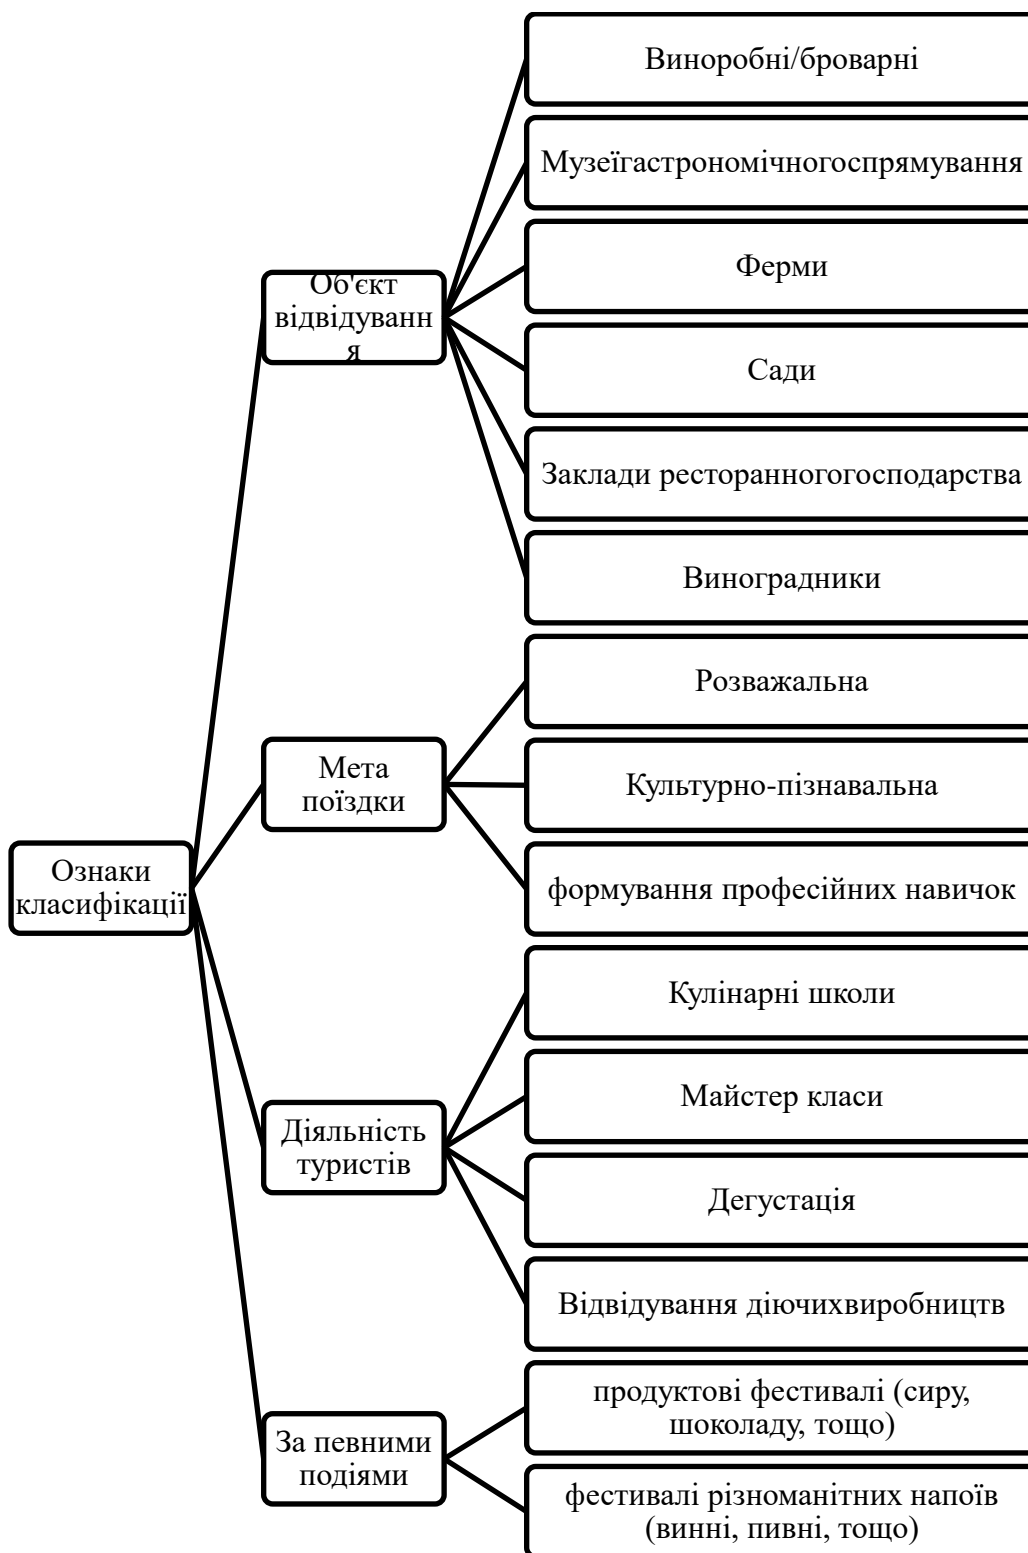 Виноробні/броварні
Музеїгастрономічногоспрямування
Ферми
Об'єкт
відвідуванн
я
Сади
Заклади ресторанногогосподарства
Виноградники
Розважальна
Мета
поїздки
Культурно-пізнавальна
Ознаки
класифікації
формування професійних навичок
Кулінарні школи
Майстер класи
Діяльність
туристів
Дегустація
Відвідування діючихвиробництв
продуктові фестивалі (сиру,
шоколаду, тощо)
За певними
подіями
фестивалі різноманітних напоїв
(винні, пивні, тощо)